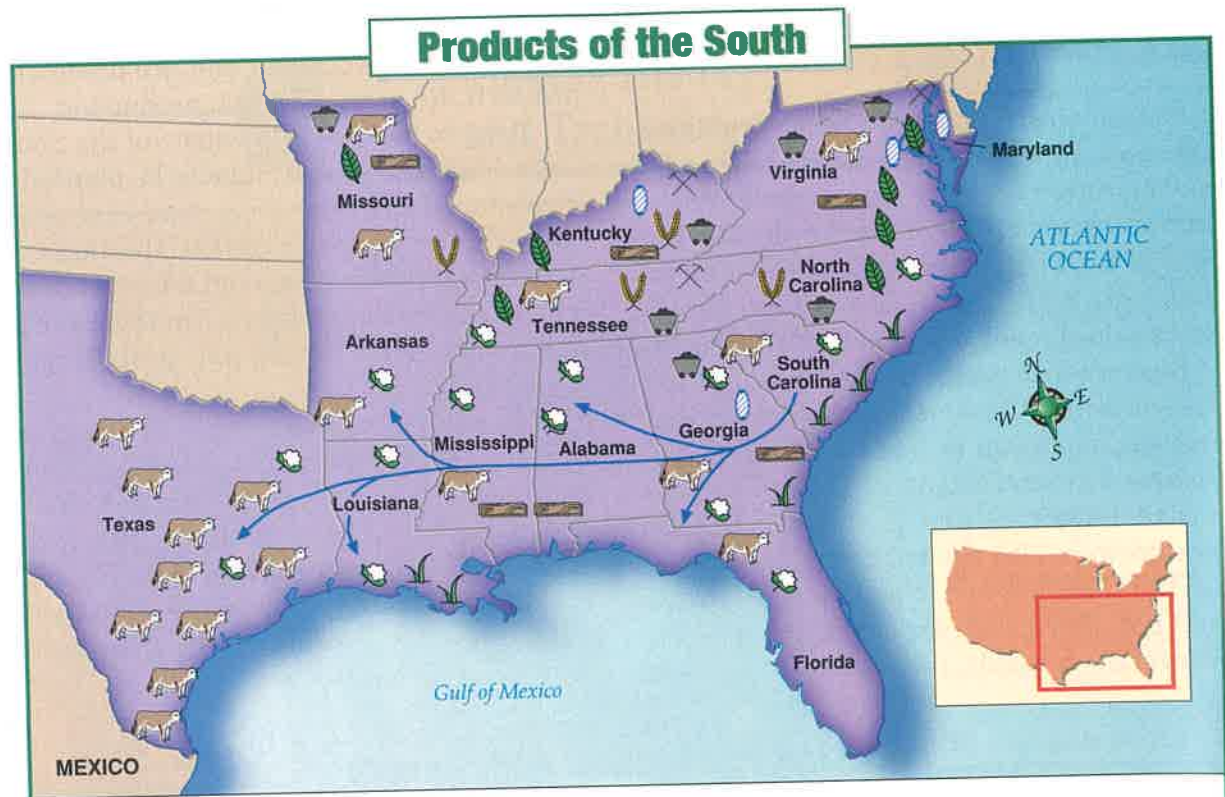 Products of the South
Maryland
Virginia
Missouri
Kentucky
ATLANTIC
OCEAN
North
Carolina
Tennessee
Arkansas
South
Carolina
N
W
E
S
Mississippi
Alabama
Georgia
Louisiana
Texas
Florida
Gulf of Mexico
MEXICO